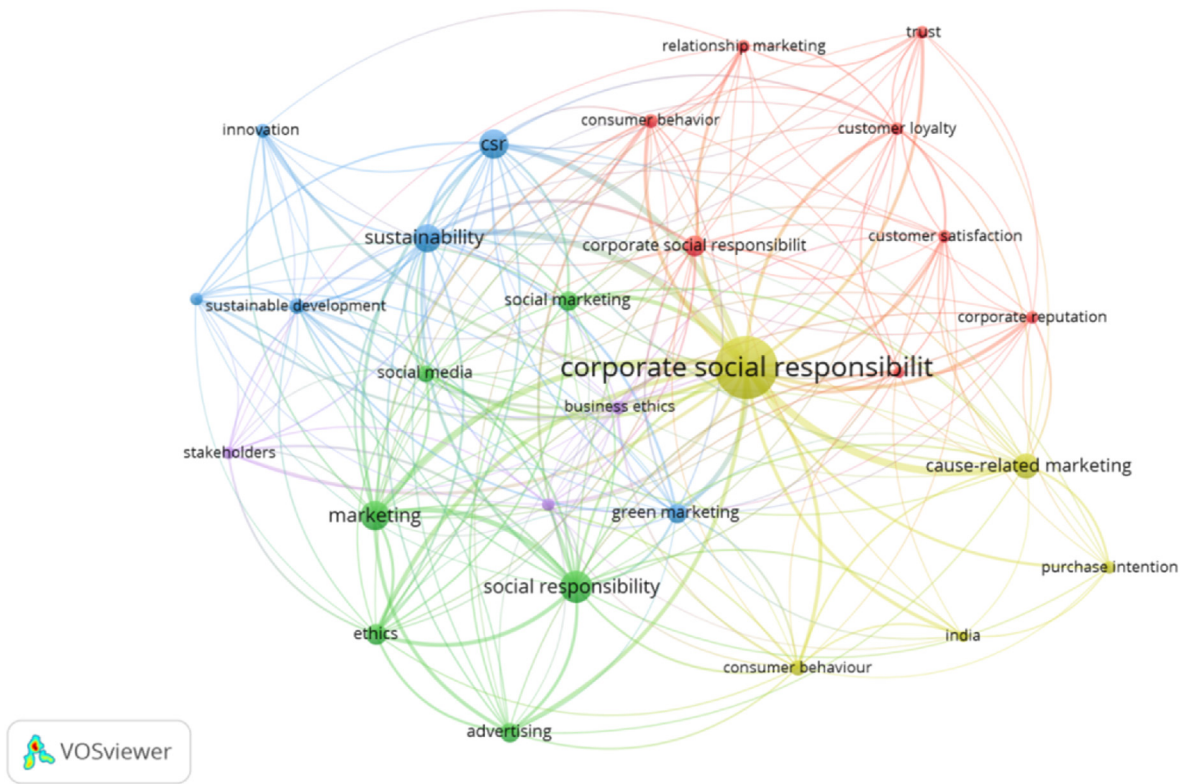 trust
relationship marketing
consumer behavior
customer loyalty
innovation
csr
sustainability
corporate social responsibilit
customer satisfaction
social marketing
sustainable development
corporate reputation
corporate social responsibilit
social media
business ethics
stakeholders
cause-related marketing
marketing
green marketing
purchase intention
social responsibility
ethics
india
consumer behaviour
advertising
VOSviewer